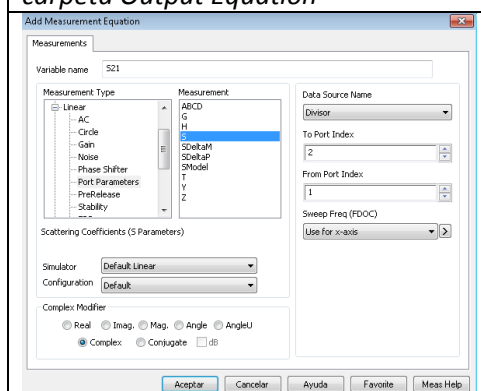 carpeta Output Equation
Add Measurement Equation
Measurements
Variable name S21
Measurement Type
Linear
AC
Circle
Gain
Noise
Phase Shifter
Port Parameters
PreRelease
Stability
Measurement
ABCD
G
H
S
SDeltaM
SDeltaP
SModel
T
Y
Z
Data Source Name
Divisor
To Port Index
2
From Port Index
1
Sweep Freq (FDOC)
Use for x-axis >
Scattering Coefficients (S Parameters)
Simulator Default Linear
Configuration Default
Complex Modifier
Real Imag. Mag. Angle AngleU
Complex Conjugate dB
Aceptar Cancelar Ayuda Favorite Meas Help